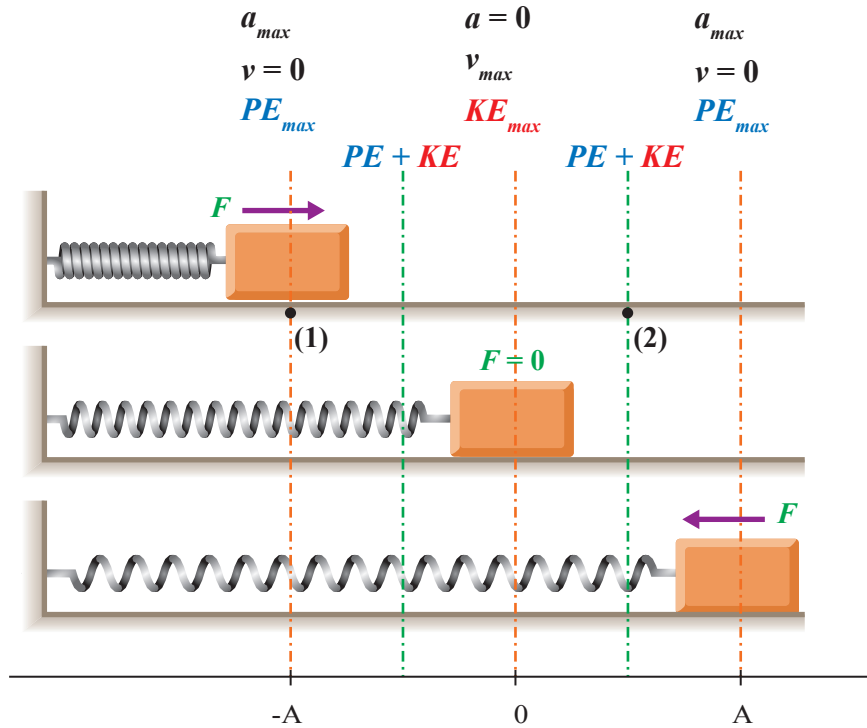 a_max a = 0 a_max
v = 0 v_max v = 0
PE_max KE_max PE_max
PE + KE PE + KE
F
(1) (2)
F = 0
F
-A 0 A